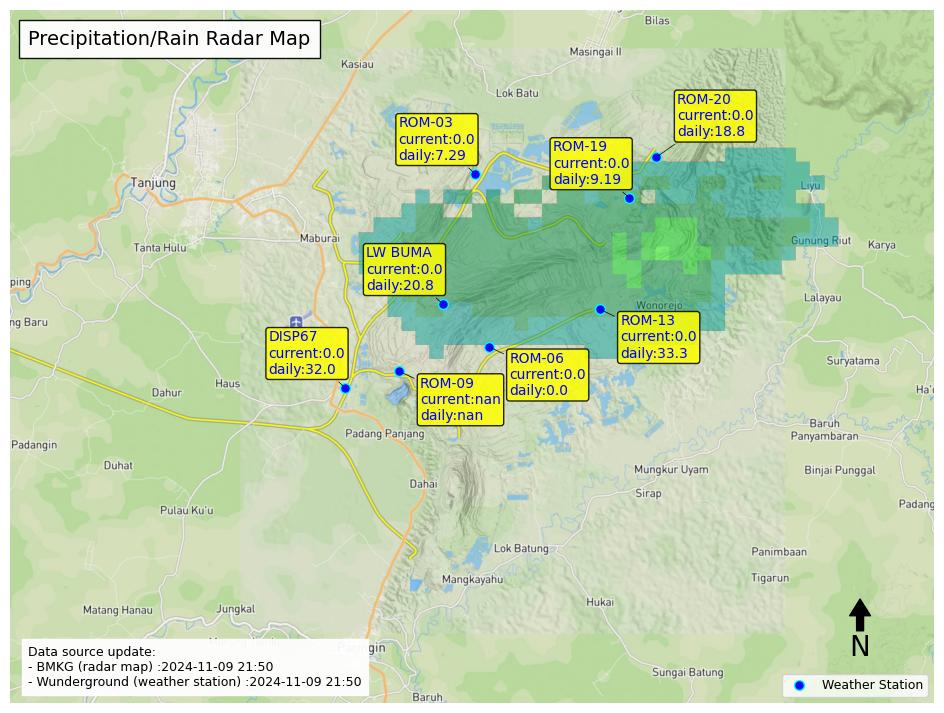 Precipitation/Rain Radar Map
Bilas
Masingai II
Kasiau
Lok Batu
ROM-20
current:0.0
daily:18.8
ROM-03
current:0.0
daily:7.29
ROM-19
current:0.0
daily:9.19
Tanjung
Liyu
Maburai
Tanta Hulu
Gunung Riut
Karya
LW BUMA
current:0.0
daily:20.8
ping
Lalayau
Wonorejo
ng Baru
ROM-13
current:0.0
daily:33.3
DISP67
current:0.0
daily:32.0
ROM-06
current:0.0
daily:0.0
Suryatama
ROM-09
current:nan
daily:nan
Haus
Dahur
Ha'
Baruh
Panyambaran
Padang Panjang
Padangin
Duhat
Mungkur Uyam
Binjai Punggal
Dahai
Sirap
Padang
Pulau Ku'u
Lok Batung
Panimbaan
Mangkayahu
Tigarun
Hukai
Matang Hanau
Jungkal
N
Data source update:
- BMKG (radar map) :2024-11-09 21:50
- Wunderground (weather station) :2024-11-09 21:50
Sungai Batung
Weather Station
Baruh